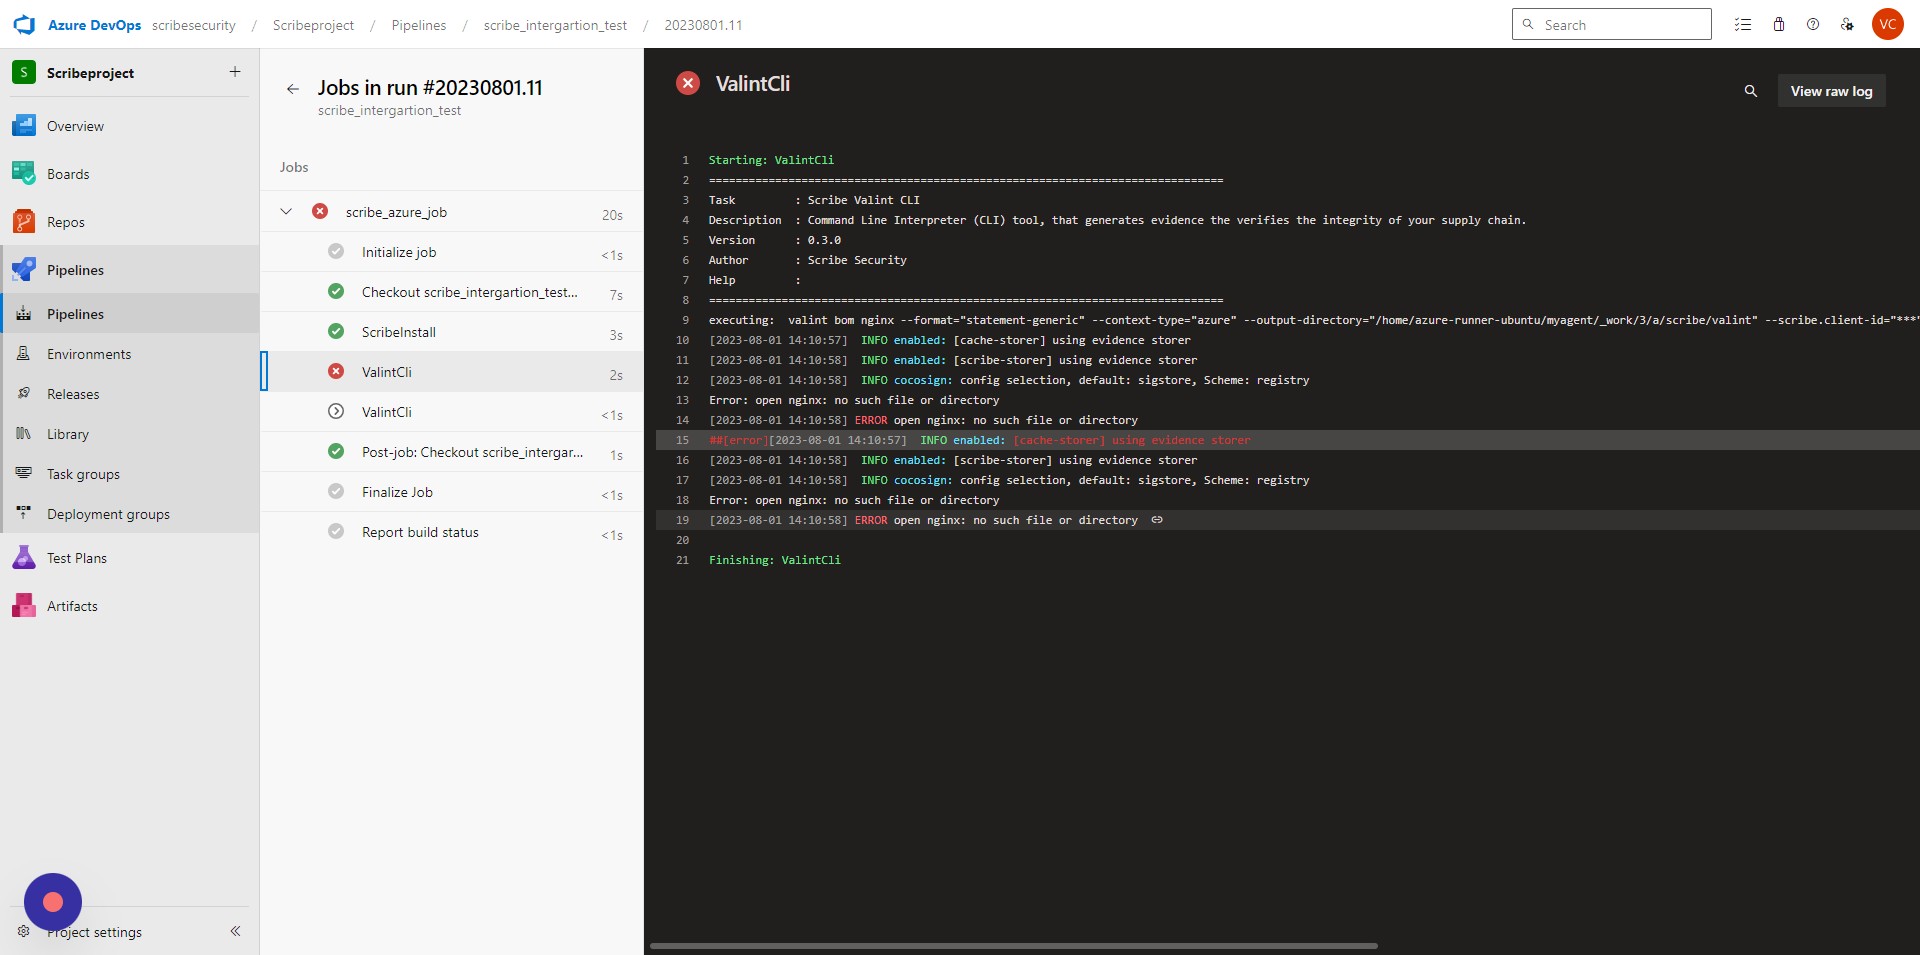 Azure DevOps scribesecurity / Scribeproject / Pipelines / scribe_intergartion_test / 20230801.11
Search
VC
S Scribeproject +
Overview
Boards
Repos
Pipelines
Pipelines
Environments
Releases
Library
Task groups
Deployment groups
Test Plans
Artifacts
Project settings
Jobs in run #20230801.11
scribe_intergartion_test
Jobs
scribe_azure_job 20s
Initialize job <1s
Checkout scribe_intergartion_test... 7s
ScribeInstall 3s
ValintCli 2s
ValintCli <1s
Post-job: Checkout scribe_intergar... 1s
Finalize Job <1s
Report build status <1s
ValintCli
View raw log
1 Starting: ValintCli
2 ==============================================================================
3 Task : Scribe Valint CLI
4 Description : Command Line Interpreter (CLI) tool, that generates evidence the verifies the integrity of your supply chain.
5 Version : 0.3.0
6 Author : Scribe Security
7 Help :
8 ==============================================================================
9 executing: valint bom nginx --format="statement-generic" --context-type="azure" --output-directory="/home/azure-runner-ubuntu/myagent/_work/3/a/scribe/valint" --scribe.client-id="***"
10 [2023-08-01 14:10:57] INFO enabled: [cache-storer] using evidence storer
11 [2023-08-01 14:10:58] INFO enabled: [scribe-storer] using evidence storer
12 [2023-08-01 14:10:58] INFO cocosign: config selection, default: sigstore, Scheme: registry
13 Error: open nginx: no such file or directory
14 [2023-08-01 14:10:58] ERROR open nginx: no such file or directory
15 ##[error][2023-08-01 14:10:57] INFO enabled: [cache-storer] using evidence storer
16 [2023-08-01 14:10:58] INFO enabled: [scribe-storer] using evidence storer
17 [2023-08-01 14:10:58] INFO cocosign: config selection, default: sigstore, Scheme: registry
18 Error: open nginx: no such file or directory
19 [2023-08-01 14:10:58] ERROR open nginx: no such file or directory
20
21 Finishing: ValintCli